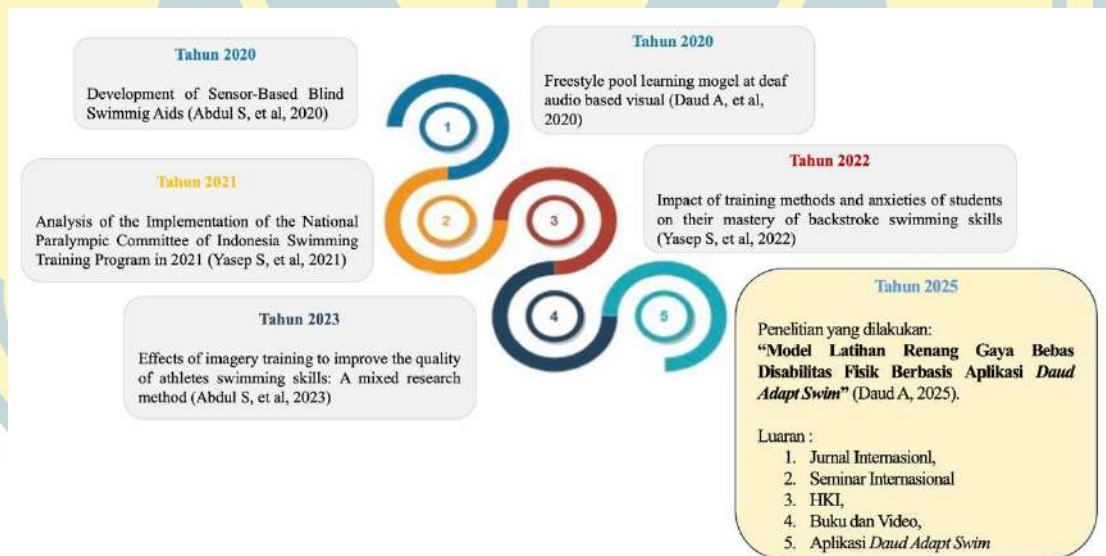 Tahun 2020
Development of Sensor-Based Blind
Swimmig Aids (Abdul S, et al, 2020)
Tahun 2020
Freestyle pool learning mogel at deaf
audio based visual (Daud A, et al,
2020)
Tahun 2021
Analysis of the Implementation of the National
Paralympic Committee of Indonesia Swimming
Training Program in 2021 (Yasep S, et al, 2021)
Tahun 2022
Impact of training methods and anxieties of students
on their mastery of backstroke swimming skills
(Yasep S, et al, 2022)
Tahun 2023
Effects of imagery training to improve the quality
of athletes swimming skills: A mixed research
method (Abdul S, et al, 2023)
1
2
3
4
5
Tahun 2025
Penelitian yang dilakukan:
“Model Latihan Renang Gaya Bebas
Disabilitas Fisik Berbasis Aplikasi Daud
Adapt Swim” (Daud A, 2025).
Luaran :
1. Jurnal Internasionl,
2. Seminar Internasional
3. HKI,
4. Buku dan Video,
5. Aplikasi Daud Adapt Swim